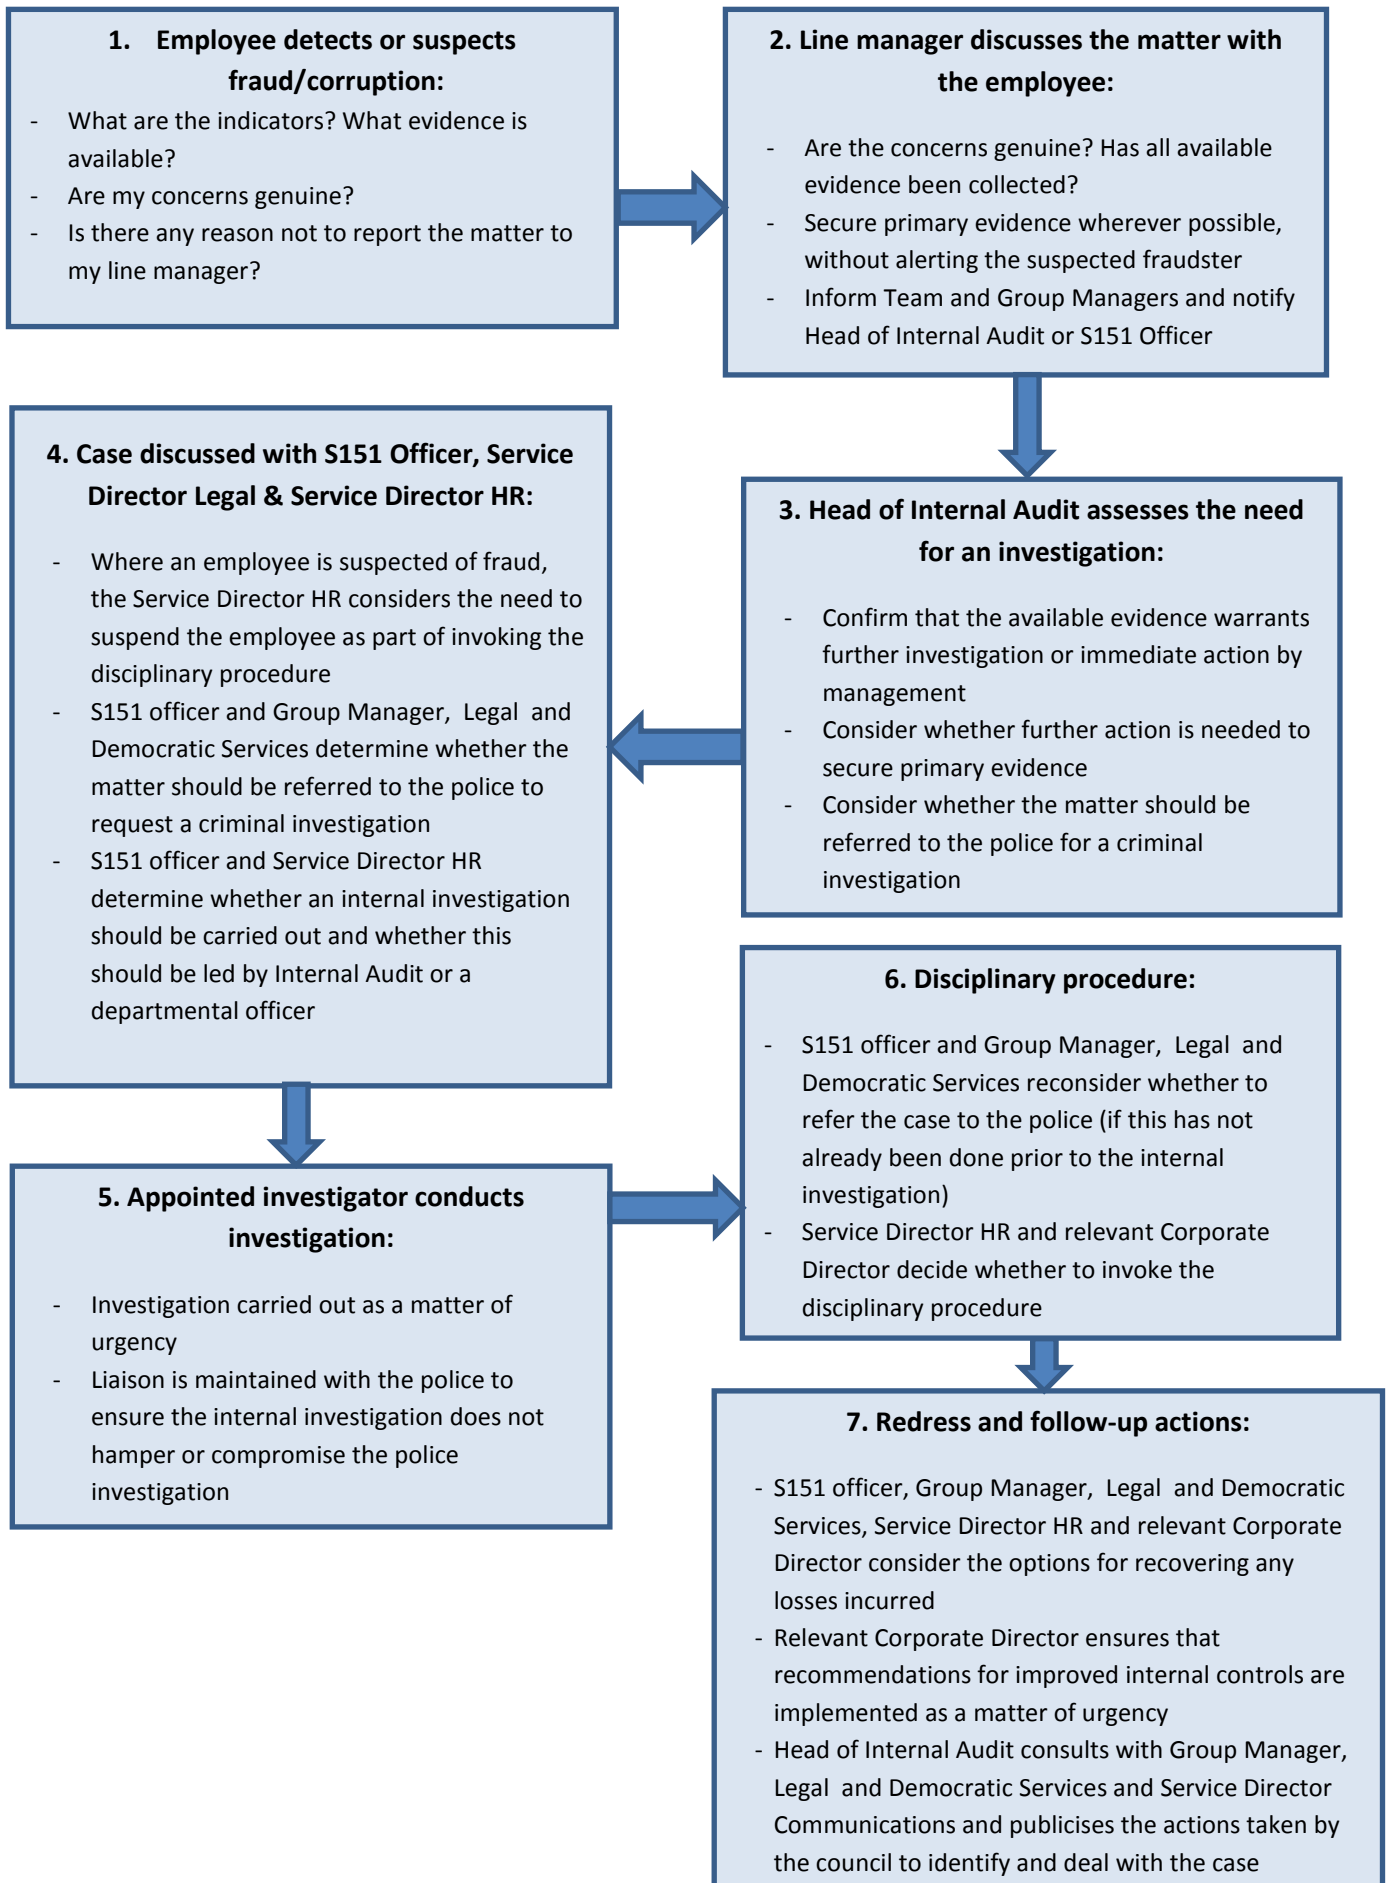 1. Employee detects or suspects
fraud/corruption:
- What are the indicators? What evidence is
available?
- Are my concerns genuine?
- Is there any reason not to report the matter to
my line manager?
2. Line manager discusses the matter with
the employee:
- Are the concerns genuine? Has all available
evidence been collected?
- Secure primary evidence wherever possible,
without alerting the suspected fraudster
- Inform Team and Group Managers and notify
Head of Internal Audit or S151 Officer
3. Head of Internal Audit assesses the need
for an investigation:
- Confirm that the available evidence warrants
further investigation or immediate action by
management
- Consider whether further action is needed to
secure primary evidence
- Consider whether the matter should be
referred to the police for a criminal
investigation
4. Case discussed with S151 Officer, Service
Director Legal & Service Director HR:
- Where an employee is suspected of fraud,
the Service Director HR considers the need to
suspend the employee as part of invoking the
disciplinary procedure
- S151 officer and Group Manager, Legal and
Democratic Services determine whether the
matter should be referred to the police to
request a criminal investigation
- S151 officer and Service Director HR
determine whether an internal investigation
should be carried out and whether this
should be led by Internal Audit or a
departmental officer
5. Appointed investigator conducts
investigation:
- Investigation carried out as a matter of
urgency
- Liaison is maintained with the police to
ensure the internal investigation does not
hamper or compromise the police
investigation
6. Disciplinary procedure:
- S151 officer and Group Manager, Legal and
Democratic Services reconsider whether to
refer the case to the police (if this has not
already been done prior to the internal
investigation)
- Service Director HR and relevant Corporate
Director decide whether to invoke the
disciplinary procedure
7. Redress and follow-up actions:
- S151 officer, Group Manager, Legal and Democratic
Services, Service Director HR and relevant Corporate
Director consider the options for recovering any
losses incurred
- Relevant Corporate Director ensures that
recommendations for improved internal controls are
implemented as a matter of urgency
- Head of Internal Audit consults with Group Manager,
Legal and Democratic Services and Service Director
Communications and publicises the actions taken by
the council to identify and deal with the case